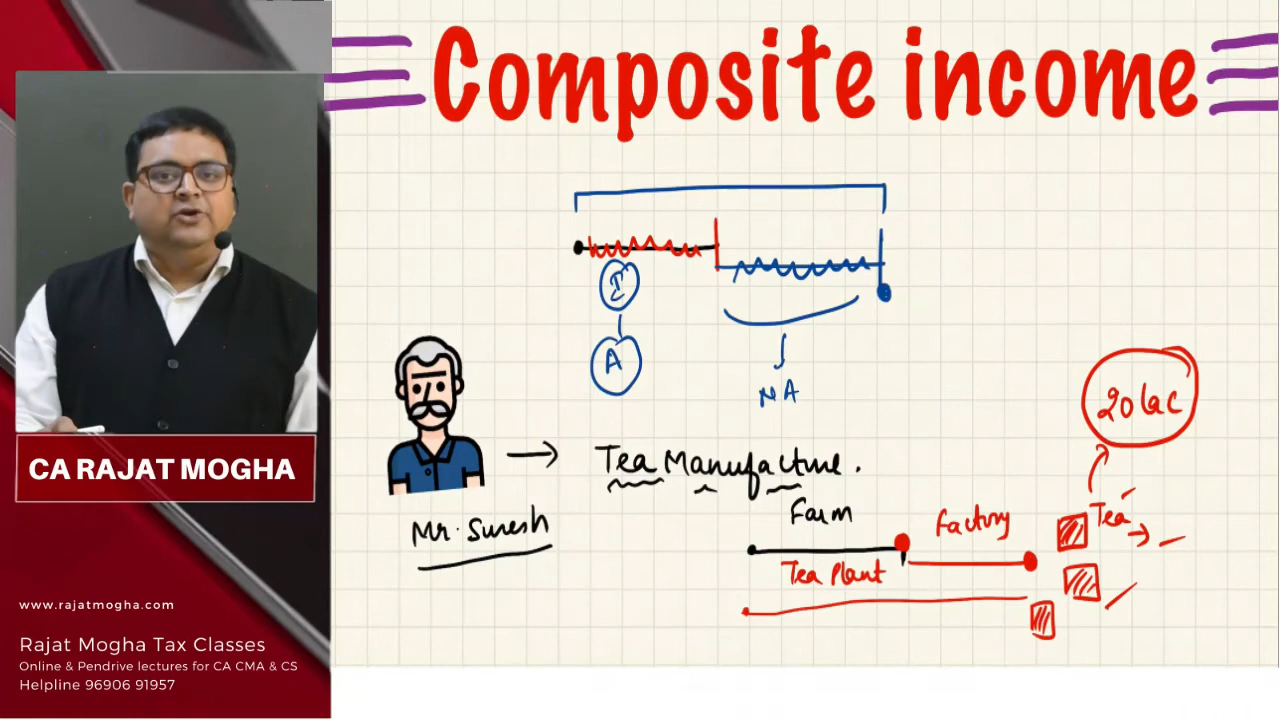 Composite income
A
NA
20 lac
Tea Manufacture.
Mr. Suresh
Farm
Factory
Tea
Tea Plant
CA RAJAT MOGHA
www.rajatmogha.com
Rajat Mogha Tax Classes
Online & Pendrive lectures for CA CMA & CS
Helpline 96906 91957